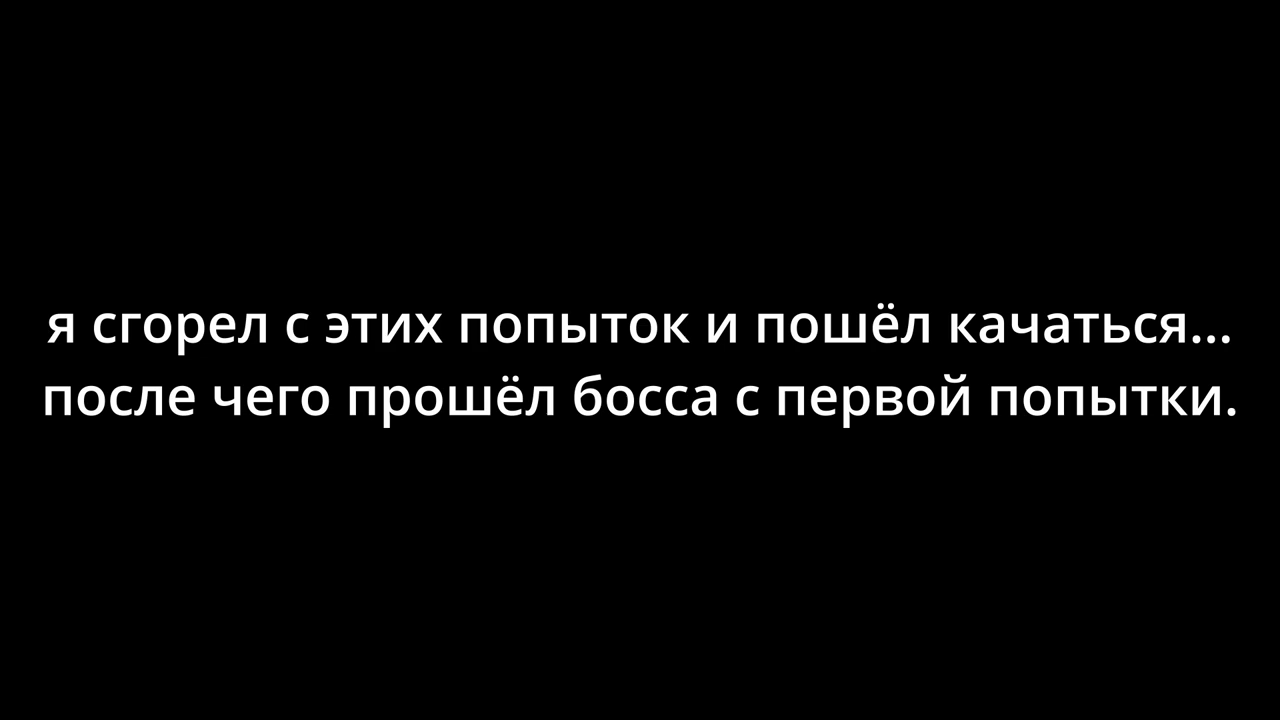 я сгорел с этих попыток и пошёл качаться...
после чего прошёл босса с первой попытки.